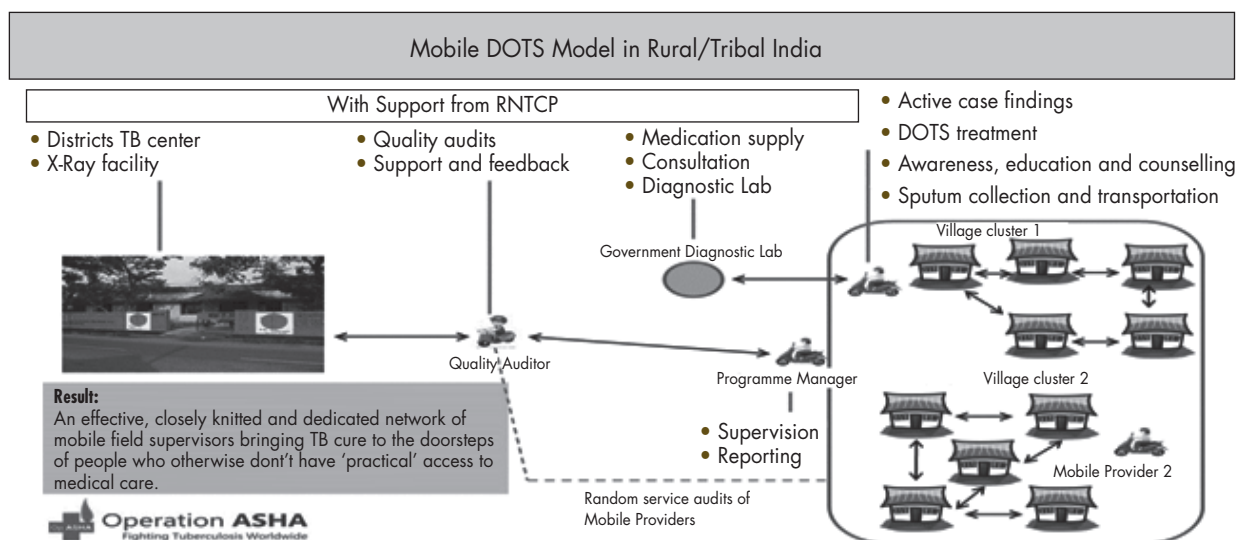 Mobile DOTS Model in Rural/Tribal India
With Support from RNTCP
• Districts TB center
• X-Ray facility
• Quality audits
• Support and feedback
• Medication supply
• Consultation
• Diagnostic Lab
• Active case findings
• DOTS treatment
• Awareness, education and counselling
• Sputum collection and transportation
Government Diagnostic Lab
Village cluster 1
Quality Auditor
Programme Manager
• Supervision
• Reporting
Village cluster 2
Mobile Provider 2
Random service audits of
Mobile Providers
Result:
An effective, closely knitted and dedicated network of
mobile field supervisors bringing TB cure to the doorsteps
of people who otherwise dont't have 'practical' access to
medical care.
Operation ASHA
Fighting Tuberculosis Worldwide